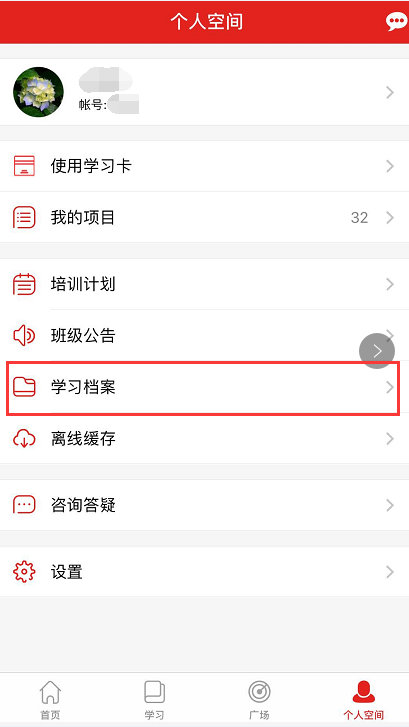 个人空间
帐号:
使用学习卡
我的项目 32
培训计划
班级公告
学习档案
离线缓存
咨询答疑
设置
首页 学习 广场 个人空间